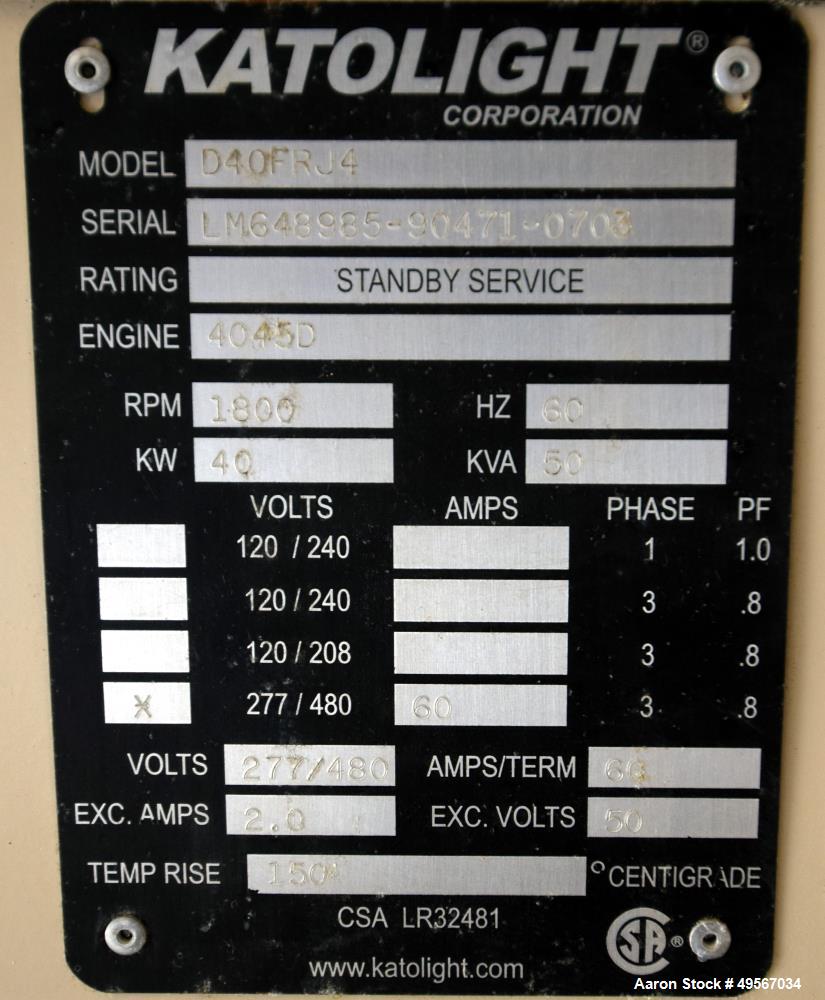 KATOLIGHT®
CORPORATION
MODEL D40FRJ4
SERIAL LM648985-90471-0703
RATING STANDBY SERVICE
ENGINE 4045D
RPM 1800 HZ 60
KW 40 KVA 50
VOLTS AMPS PHASE PF
120 / 240 1 1.0
120 / 240 3 .8
120 / 208 3 .8
X 277 / 480 60 3 .8
VOLTS 277/480 AMPS/TERM 60
EXC. AMPS 2.0 EXC. VOLTS 50
TEMP RISE 150 °CENTIGRADE
CSA LR32481
SA ®
www.katolight.com
Aaron Stock # 49567034